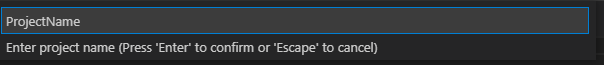 ProjectName
Enter project name (Press 'Enter' to confirm or 'Escape' to cancel)